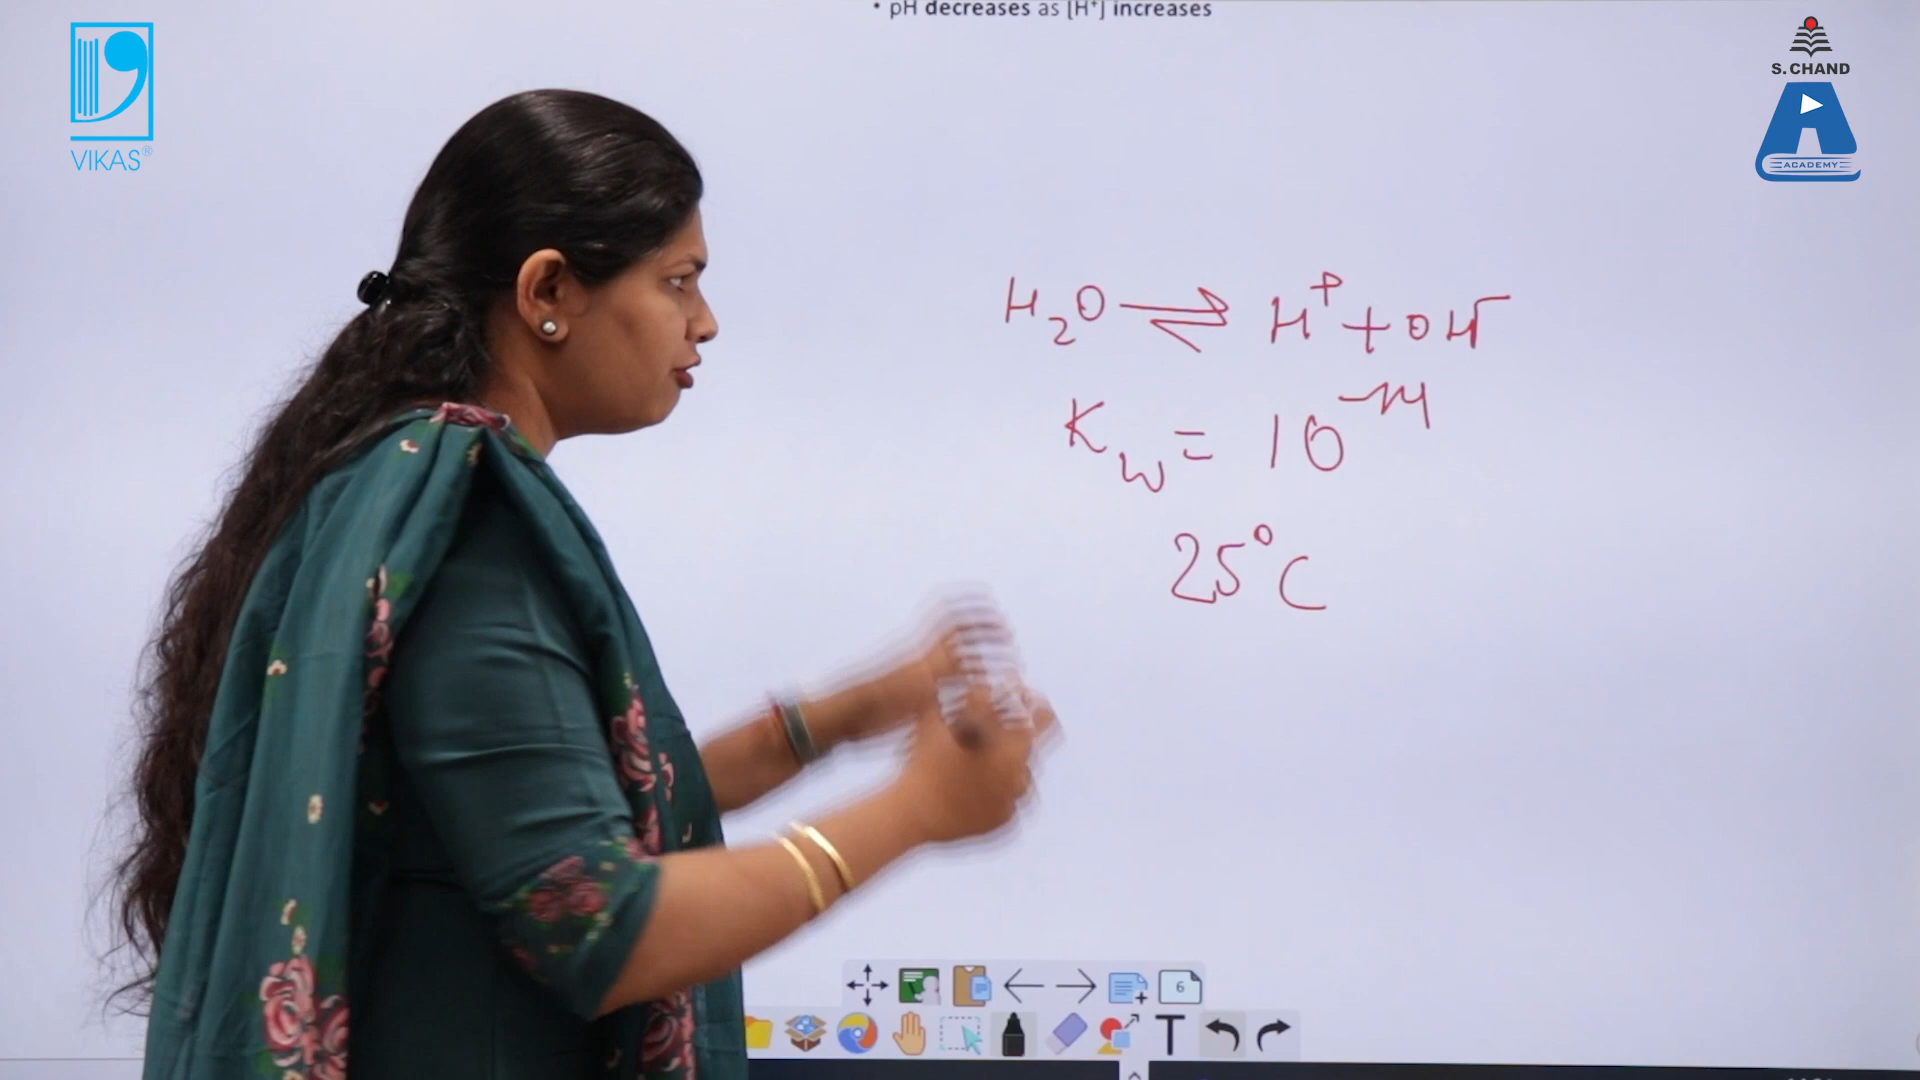 • pH decreases as [H⁺] increases
VIKAS®
S. CHAND
ACADEMY
H₂O ⇌ H⁺ + OH⁻
K_w = 10⁻¹⁴
25°C
6
T